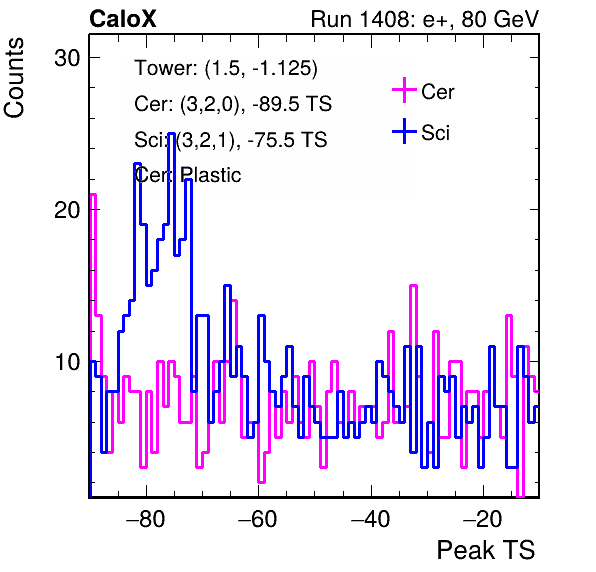 CaloX Run 1408: e+, 80 GeV
Counts
30
20
10
Tower: (1.5, -1.125)
Cer: (3,2,0), -89.5 TS
Sci: (3,2,1), -75.5 TS
Cer: Plastic
Cer
Sci
−80 −60 −40 −20
Peak TS